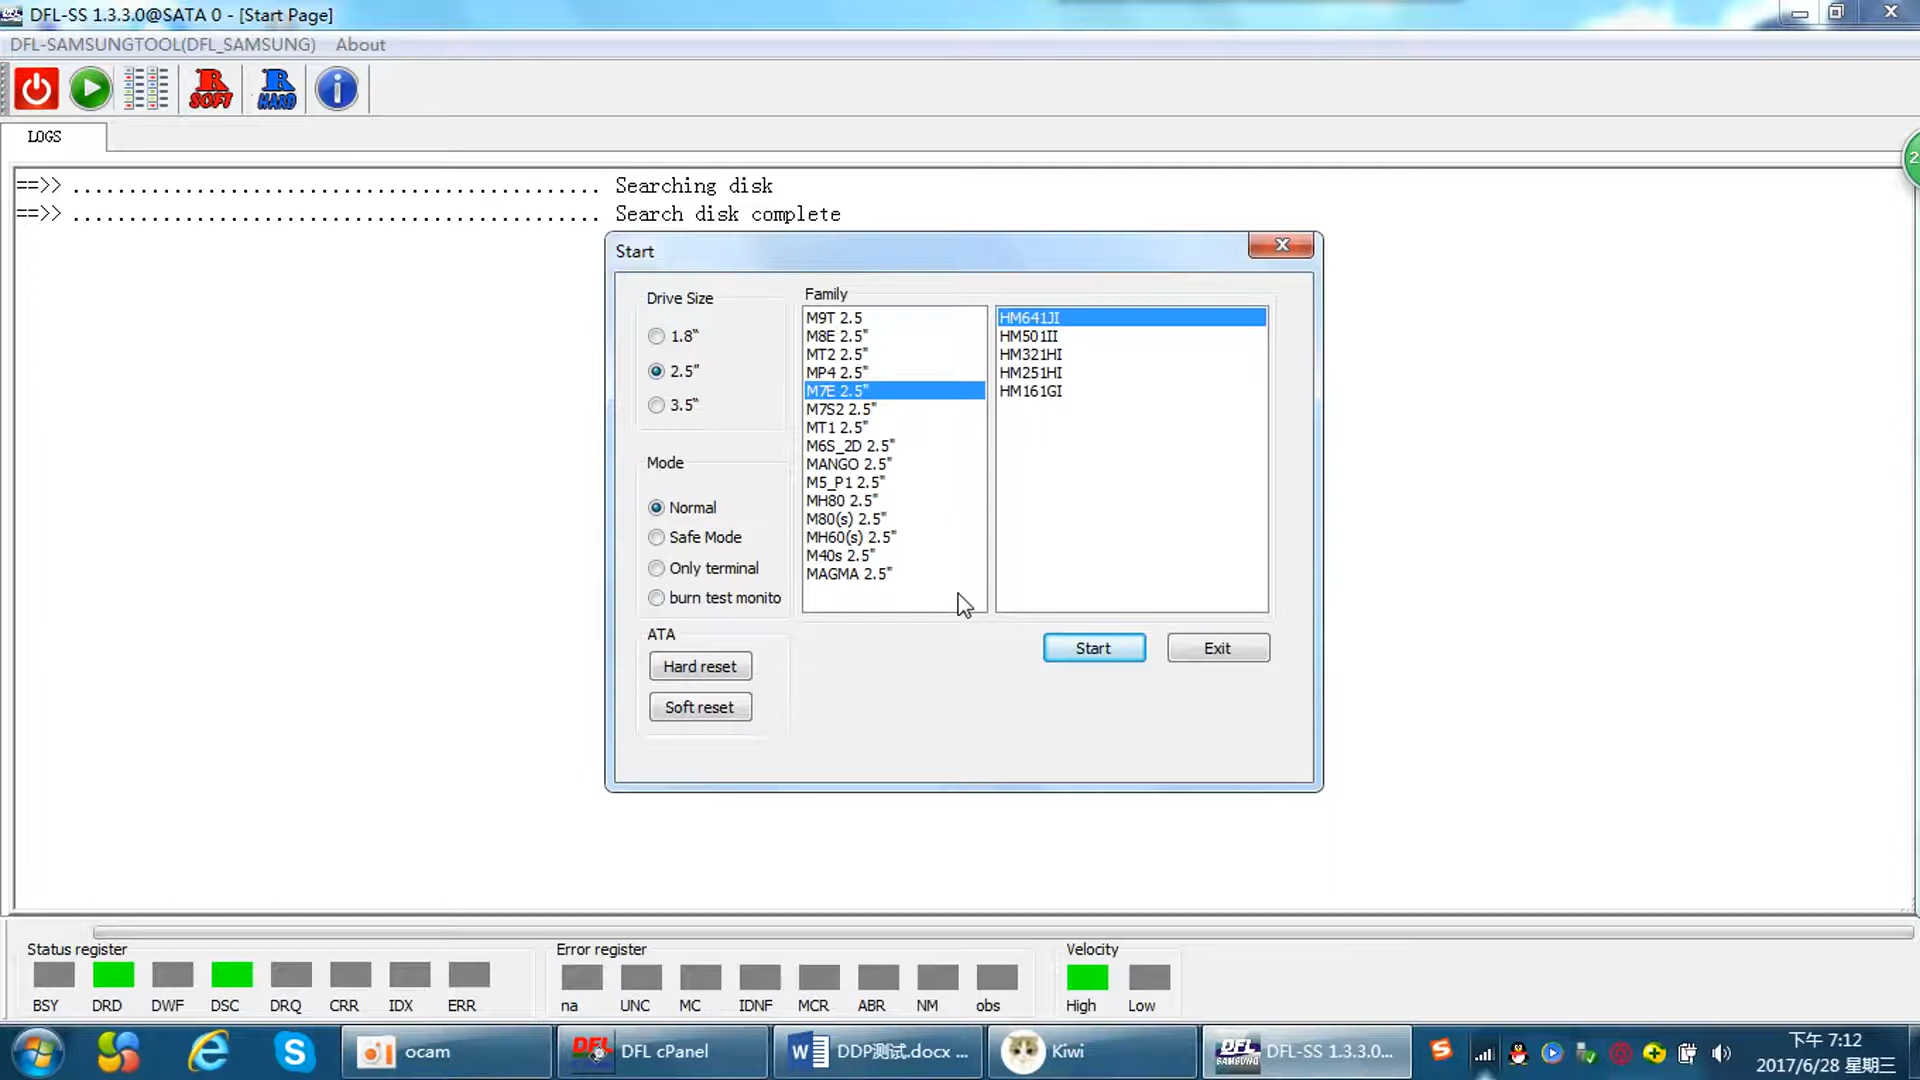 DFL-SS 1.3.3.0@SATA 0 - [Start Page]
DFL-SAMSUNGTOOL(DFL_SAMSUNG) About
R SOFT R HARD i
LOGS
==>> ............................................... Searching disk
==>> ............................................... Search disk complete
Start
Drive Size
1.8"
2.5"
3.5"
Mode
Normal
Safe Mode
Only terminal
burn test monito
ATA
Hard reset
Soft reset
Family
M9T 2.5
M8E 2.5"
MT2 2.5"
MP4 2.5"
M7E 2.5"
M7S2 2.5"
MT1 2.5"
M6S_2D 2.5"
MANGO 2.5"
M5_P1 2.5"
MH80 2.5"
M80(s) 2.5"
MH60(s) 2.5"
M40s 2.5"
MAGMA 2.5"
HM641JI
HM501II
HM321HI
HM251HI
HM161GI
Start Exit
2
Status register
BSY DRD DWF DSC DRQ CRR IDX ERR
Error register
na UNC MC IDNF MCR ABR NM obs
Velocity
High Low
ocam
DFL DFL cPanel
W DDP测试.docx ...
Kiwi
DFL SAMSUNG DFL-SS 1.3.3.0...
下午 7:12
2017/6/28 星期三